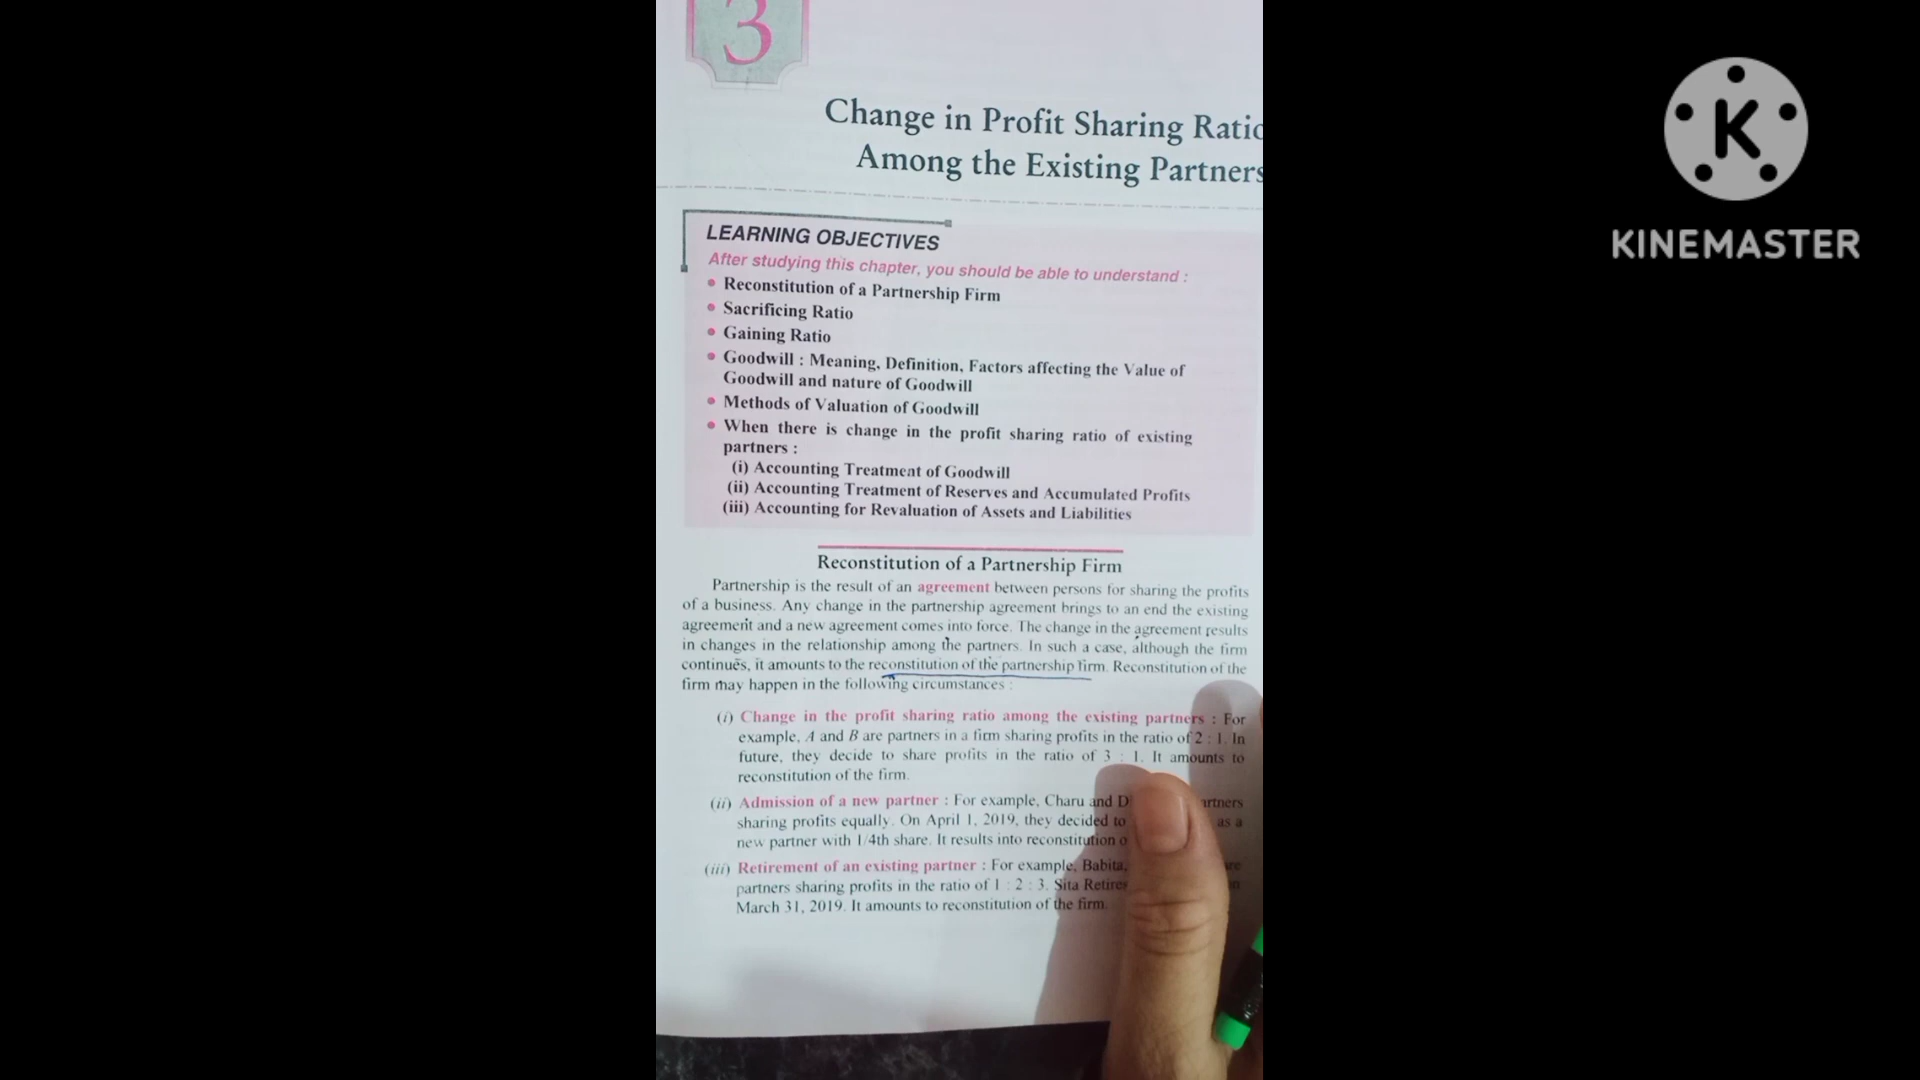 3
Change in Profit Sharing Ratio
Among the Existing Partners
LEARNING OBJECTIVES
After studying this chapter, you should be able to understand :
• Reconstitution of a Partnership Firm
• Sacrificing Ratio
• Gaining Ratio
• Goodwill : Meaning, Definition, Factors affecting the Value of
Goodwill and nature of Goodwill
• Methods of Valuation of Goodwill
• When there is change in the profit sharing ratio of existing
partners :
(i) Accounting Treatment of Goodwill
(ii) Accounting Treatment of Reserves and Accumulated Profits
(iii) Accounting for Revaluation of Assets and Liabilities
Reconstitution of a Partnership Firm
Partnership is the result of an agreement between persons for sharing the profits
of a business. Any change in the partnership agreement brings to an end the existing
agreement and a new agreement comes into force. The change in the agreement results
in changes in the relationship among the partners. In such a case, although the firm
continues, it amounts to the reconstitution of the partnership firm. Reconstitution of the
firm may happen in the following circumstances :
(i) Change in the profit sharing ratio among the existing partners : For
example, A and B are partners in a firm sharing profits in the ratio of 2 : 1. In
future, they decide to share profits in the ratio of 3 : 1. It amounts to
reconstitution of the firm.
(ii) Admission of a new partner : For example, Charu and
sharing profits equally. On April 1, 2019, they decided to as a
new partner with 1/4th share. It results into reconstitution
(iii) Retirement of an existing partner : For example, Babita,
partners sharing profits in the ratio of 1 : 2 : 3. Sita
March 31, 2019. It amounts to reconstitution of the firm.
K
KINEMASTER